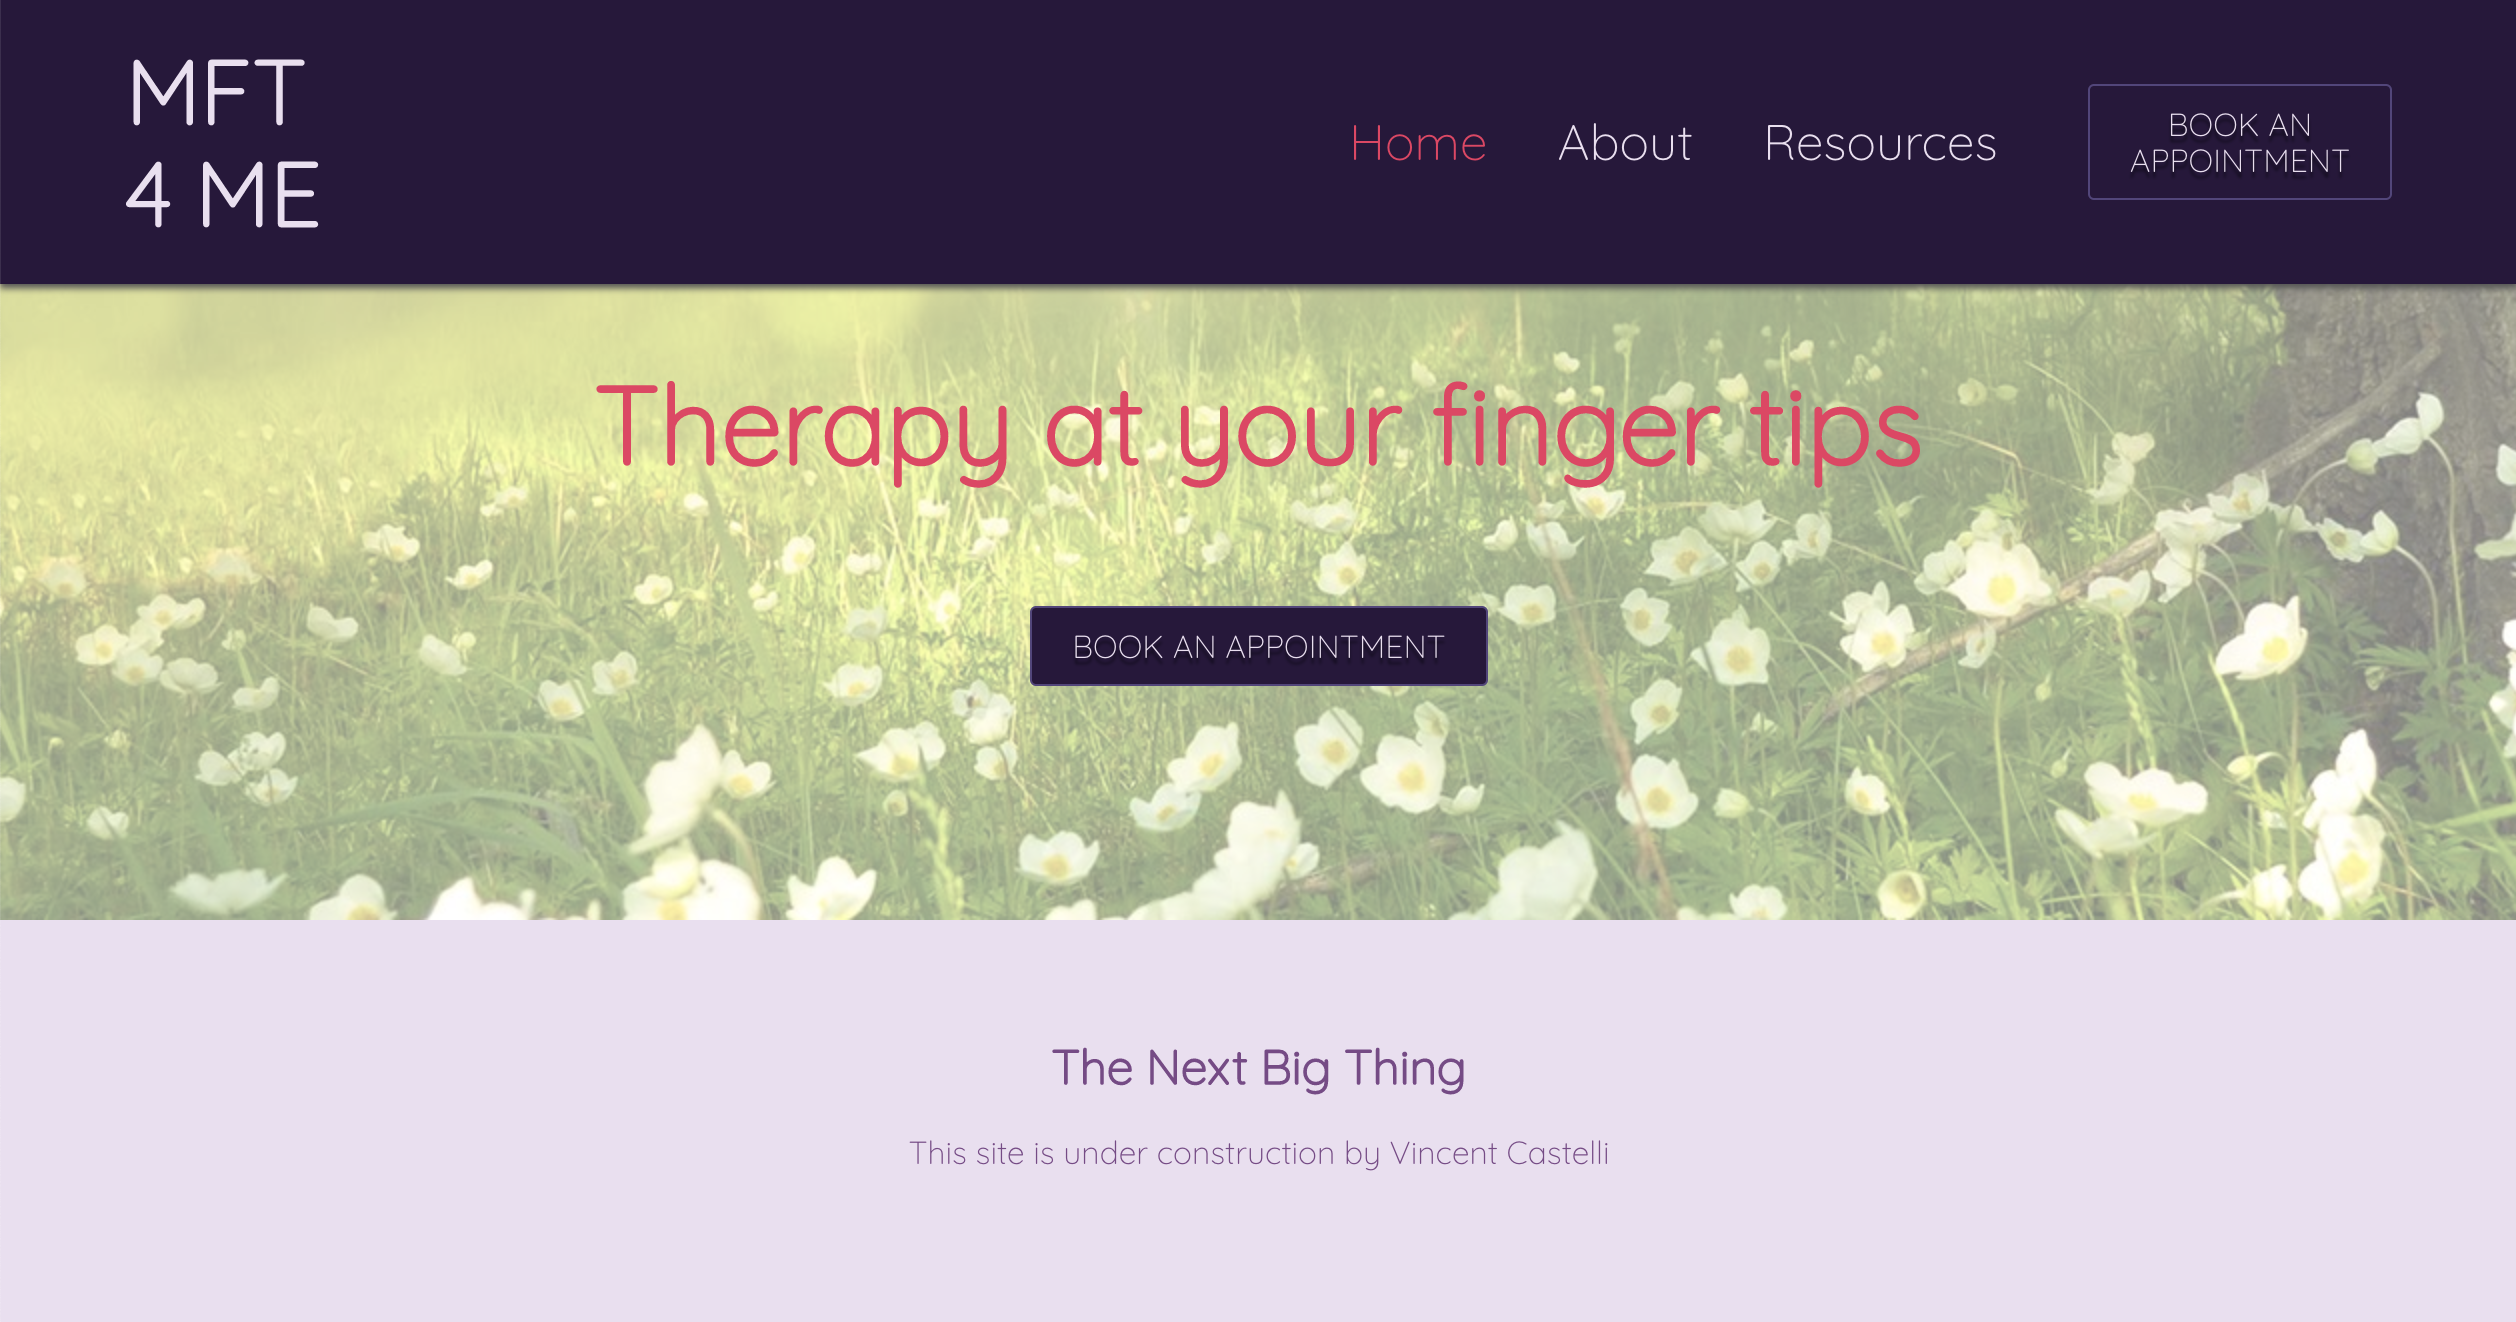 MFT
4 ME
Home About Resources
BOOK AN
APPOINTMENT
Therapy at your finger tips
BOOK AN APPOINTMENT
The Next Big Thing
This site is under construction by Vincent Castelli